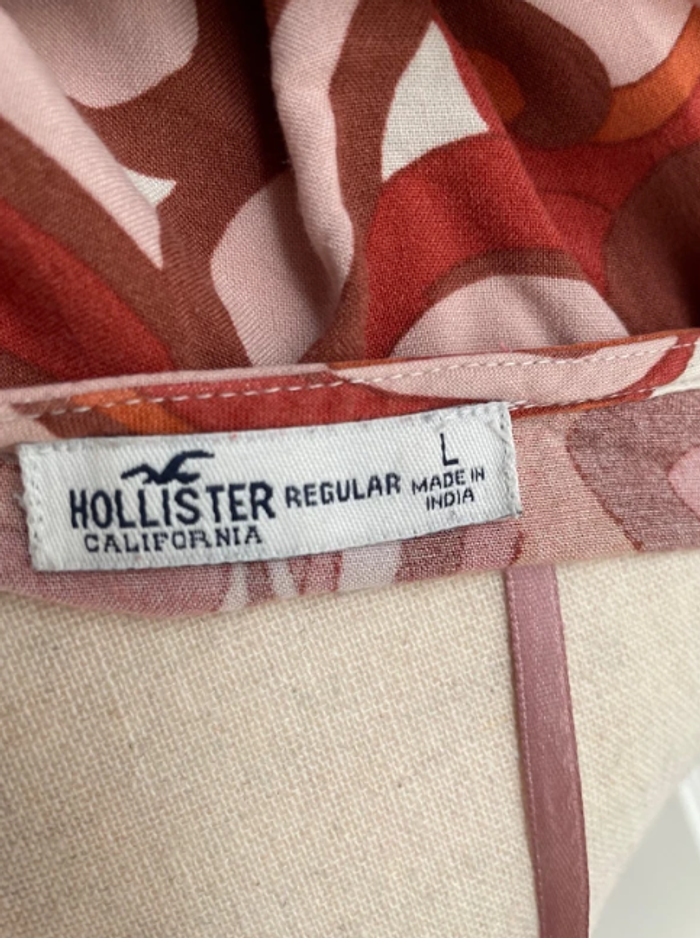 HOLLISTER
CALIFORNIA
REGULAR
L
MADE IN
INDIA